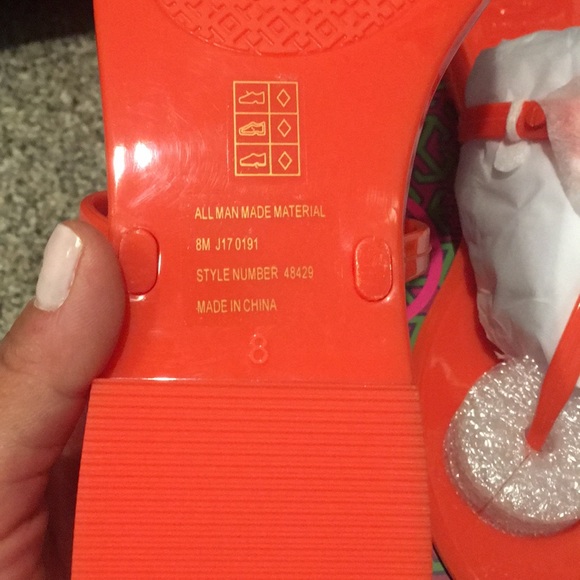 ALL MAN MADE MATERIAL
8M J17 0191
STYLE NUMBER 48429
MADE IN CHINA
8